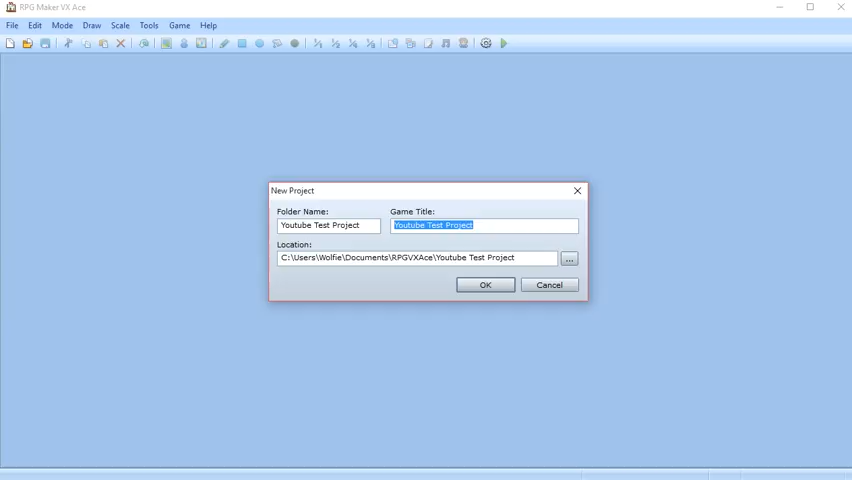 RPG Maker VX Ace
File Edit Mode Draw Scale Tools Game Help
New Project
Folder Name: Game Title:
Youtube Test Project Youtube Test Project
Location:
C:\Users\Wolfie\Documents\RPGVXAce\Youtube Test Project ...
OK Cancel